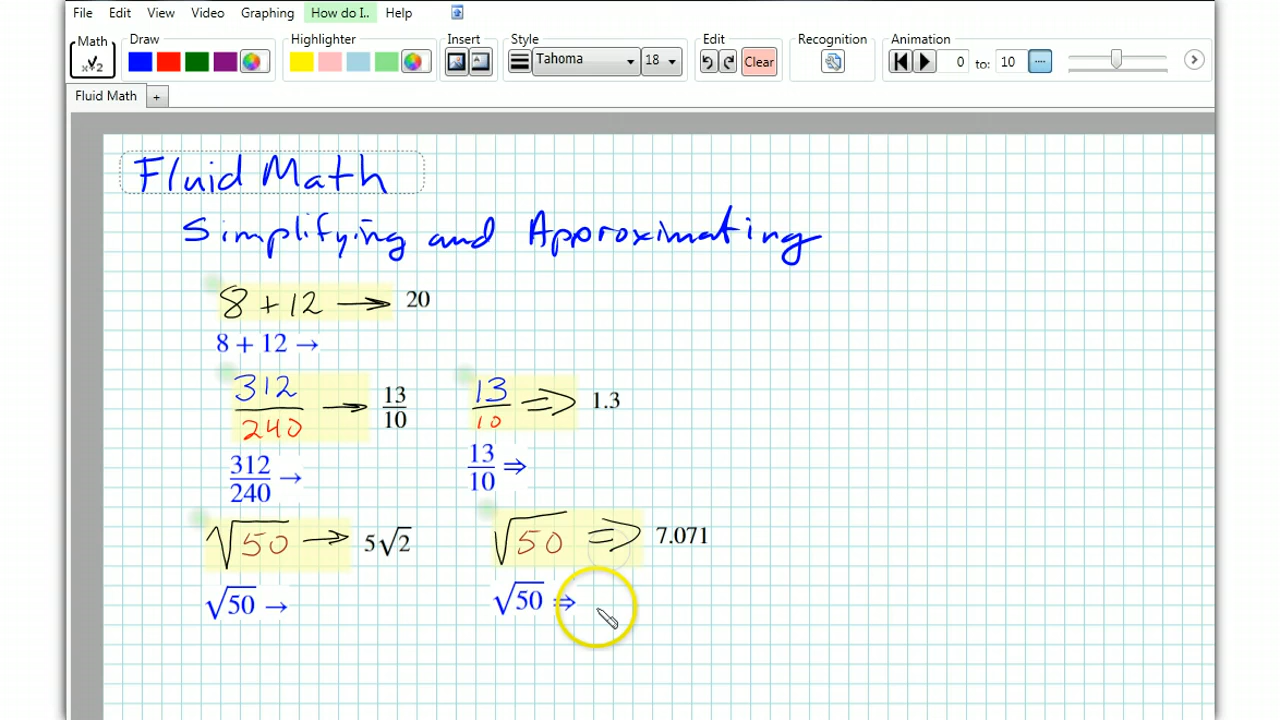 File Edit View Video Graphing How do I.. Help
Math Draw Highlighter Insert Style Edit Recognition Animation
x√2 Tahoma 18 Clear 0 to: 10
Fluid Math +
Fluid Math
Simplifying and Approximating
8 + 12 → 20
8 + 12 →
312/240 → 13/10 13/10 ⇒ 1.3
312/240 → 13/10 ⇒
√50 → 5√2 √50 ⇒ 7.071
√50 → √50 ⇒